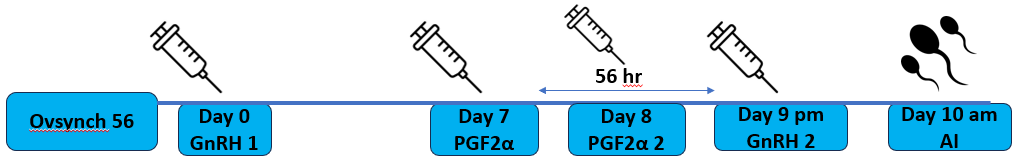 56 hr
Ovsynch 56
Day 0
GnRH 1
Day 7
PGF2α
Day 8
PGF2α 2
Day 9 pm
GnRH 2
Day 10 am
AI